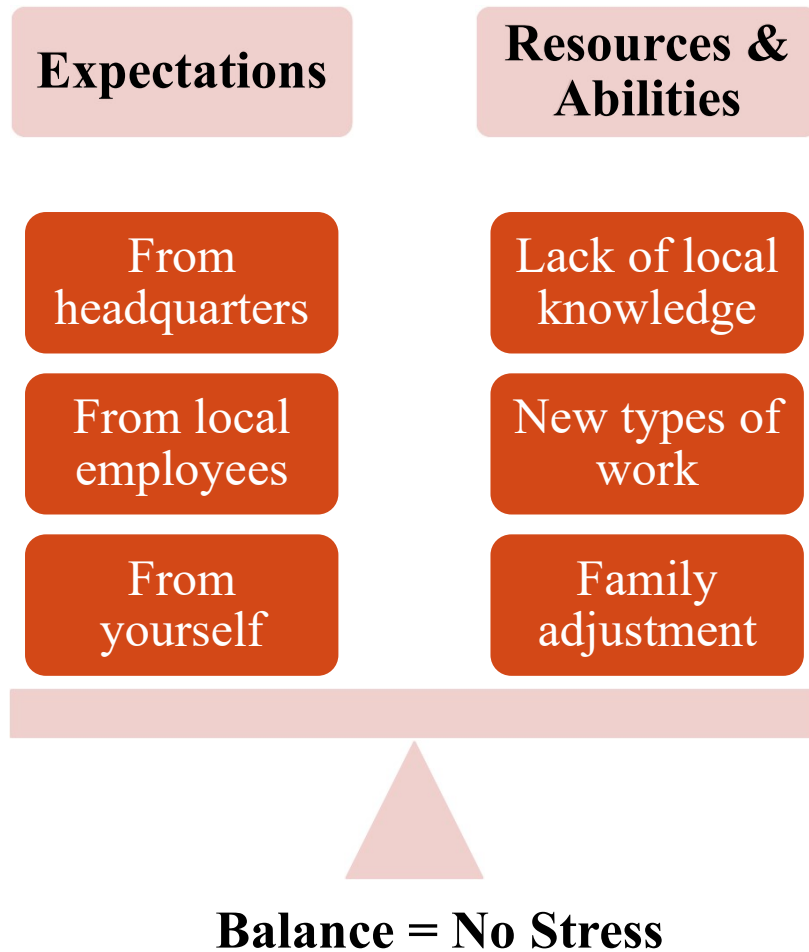 Expectations
Resources &
Abilities
From
headquarters
Lack of local
knowledge
From local
employees
New types of
work
From
yourself
Family
adjustment
Balance = No Stress